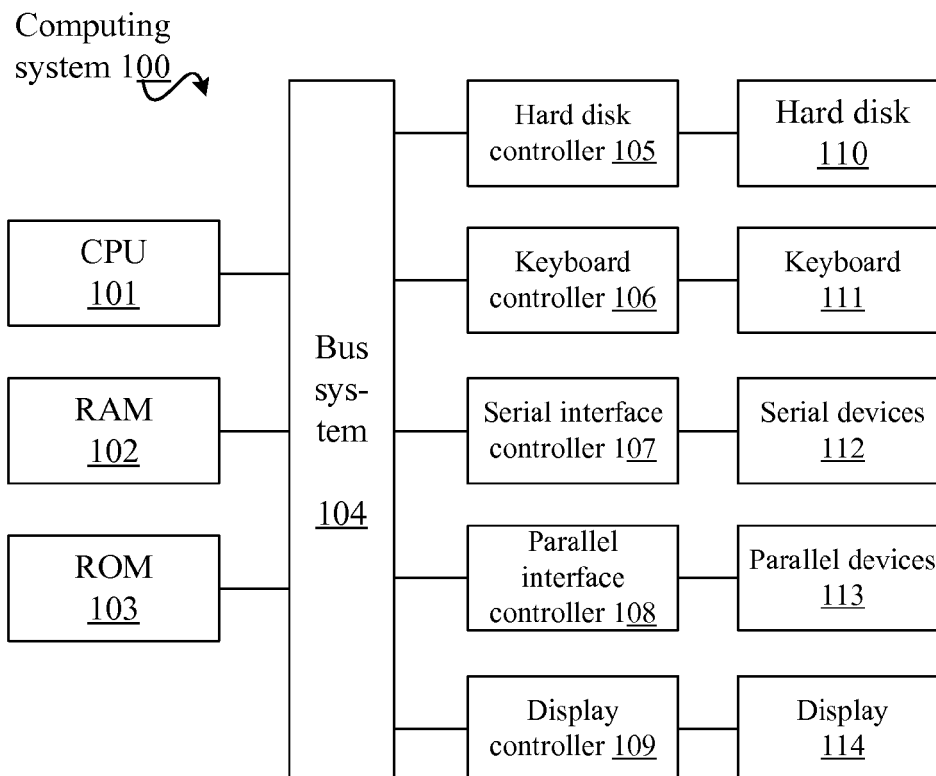 Computing
system 100
CPU
101
RAM
102
ROM
103
Bus
sys-
tem
104
Hard disk
controller 105
Hard disk
110
Keyboard
controller 106
Keyboard
111
Serial interface
controller 107
Serial devices
112
Parallel
interface
controller 108
Parallel devices
113
Display
controller 109
Display
114